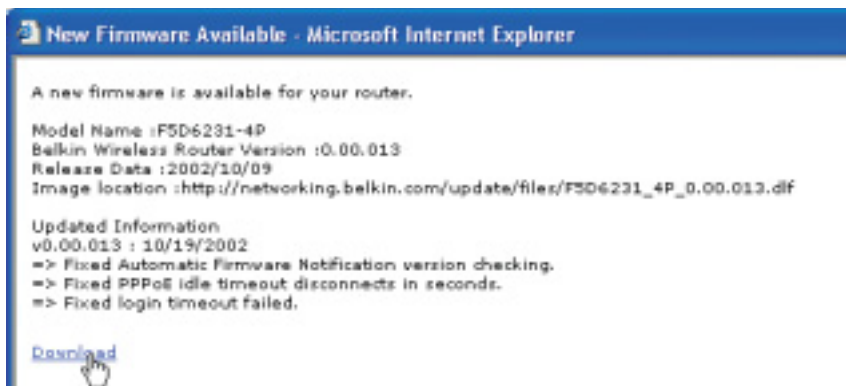 New Firmware Available - Microsoft Internet Explorer
A new firmware is available for your router.
Model Name :F5D6231-4P
Belkin Wireless Router Version :0.00.013
Release Data :2002/10/09
Image location :http://networking.belkin.com/update/files/F5D6231_4P_0.00.013.dlf
Updated Information
v0.00.013 : 10/19/2002
=> Fixed Automatic Firmware Notification version checking.
=> Fixed PPPoE idle timeout disconnects in seconds.
=> Fixed login timeout failed.
Download